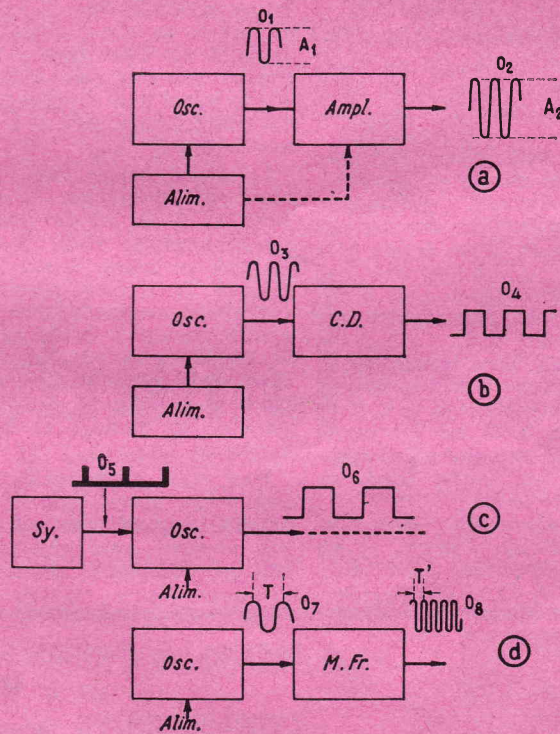 O1
A1
O2
Osc.
Ampl.
A2
Alim.
a
O3
O4
Osc.
C.D.
Alim.
b
O5
O6
Sy.
Osc.
c
Alim.
T
O7
T'
O8
Osc.
M.Fr.
d
Alim.